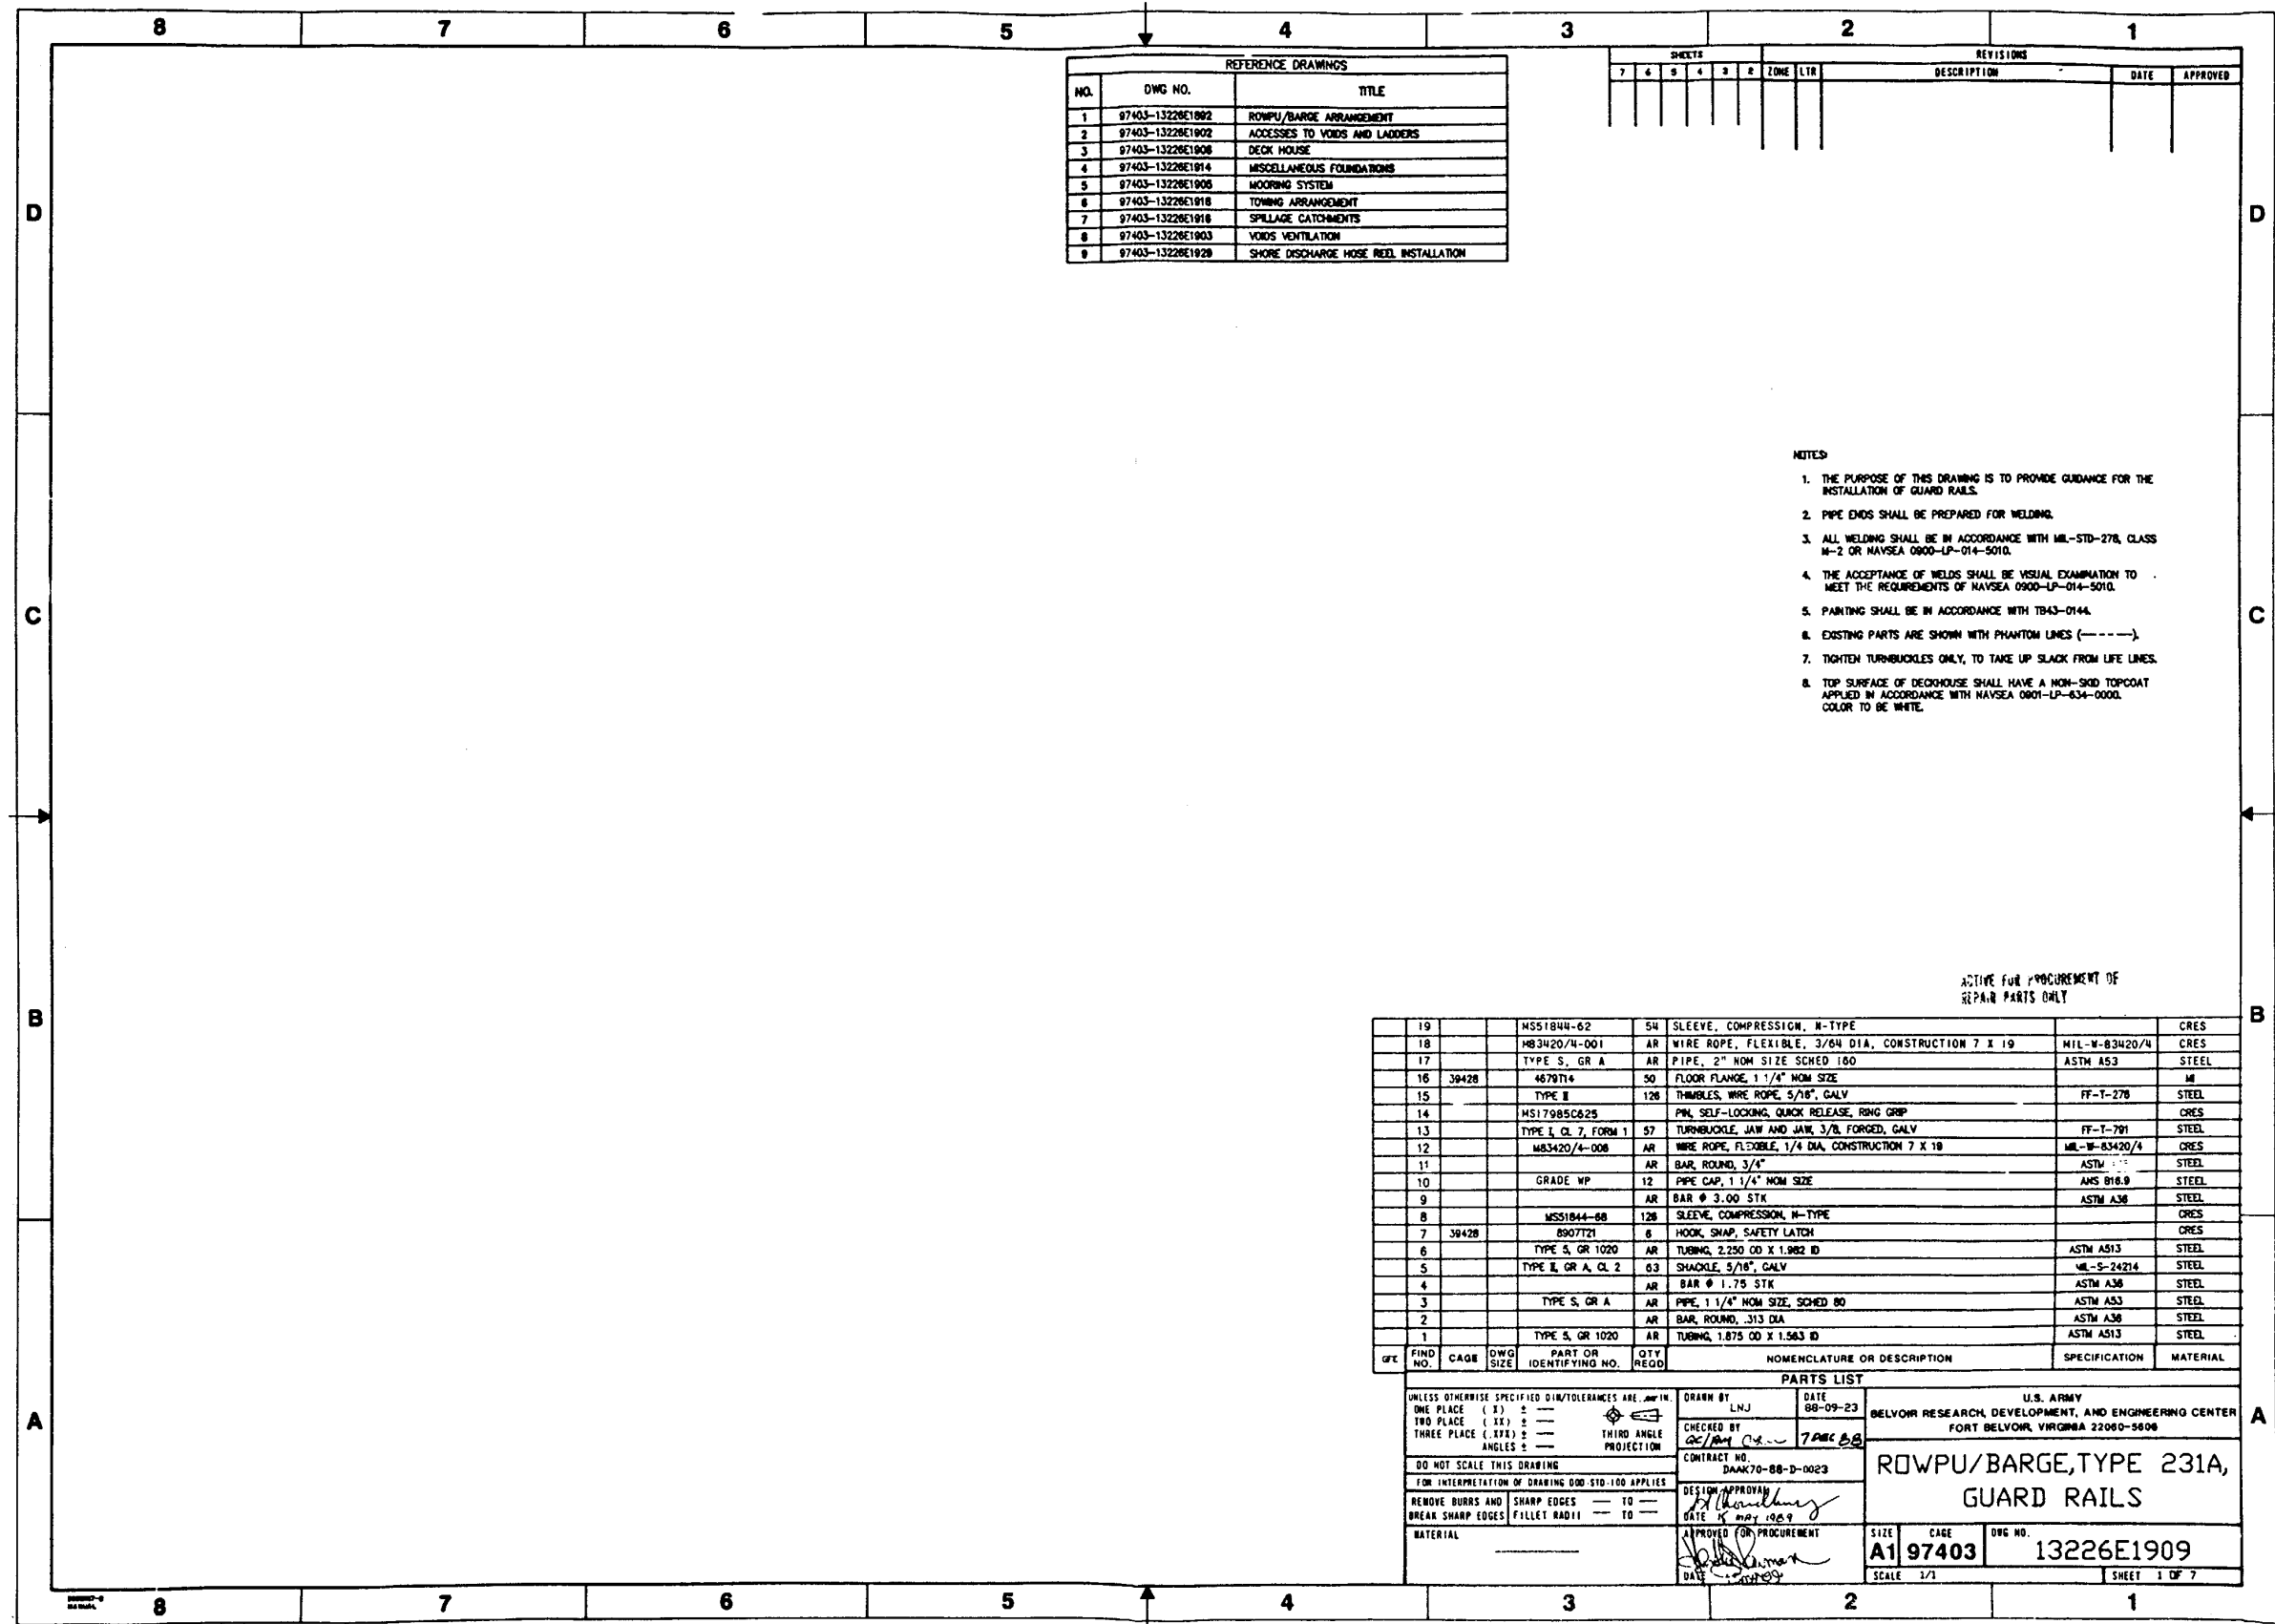 8 7 6 5 4 3 2 1
REFERENCE DRAWINGS
NO. DWG NO. TITLE
1 97403-13226E1892 ROWPU/BARGE ARRANGEMENT
2 97403-13226E1902 ACCESSES TO VOIDS AND LADDERS
3 97403-13226E1908 DECK HOUSE
4 97403-13226E1914 MISCELLANEOUS FOUNDATIONS
5 97403-13226E1905 MOORING SYSTEM
6 97403-13226E1918 TOWING ARRANGEMENT
7 97403-13226E1916 SPILLAGE CATCHMENTS
8 97403-13226E1903 VOIDS VENTILATION
9 97403-13226E1929 SHORE DISCHARGE HOSE REEL INSTALLATION
SHEETS REVISIONS
7 6 5 4 3 2 ZONE LTR DESCRIPTION DATE APPROVED
D D
NOTES:
1. THE PURPOSE OF THIS DRAWING IS TO PROVIDE GUIDANCE FOR THE
INSTALLATION OF GUARD RAILS.
2. PIPE ENDS SHALL BE PREPARED FOR WELDING.
3. ALL WELDING SHALL BE IN ACCORDANCE WITH MIL-STD-278, CLASS
M-2 OR NAVSEA 0900-LP-014-5010.
4. THE ACCEPTANCE OF WELDS SHALL BE VISUAL EXAMINATION TO
MEET THE REQUIREMENTS OF NAVSEA 0900-LP-014-5010.
5. PAINTING SHALL BE IN ACCORDANCE WITH TB43-0144.
6. EXISTING PARTS ARE SHOWN WITH PHANTOM LINES (-----).
7. TIGHTEN TURNBUCKLES ONLY, TO TAKE UP SLACK FROM LIFE LINES.
8. TOP SURFACE OF DECKHOUSE SHALL HAVE A NON-SKID TOPCOAT
APPLIED IN ACCORDANCE WITH NAVSEA 0901-LP-634-0000.
COLOR TO BE WHITE.
C C
ACTIVE FOR PROCUREMENT OF
REPAIR PARTS ONLY
B B
19 MS51844-62 54 SLEEVE, COMPRESSION, N-TYPE CRES
18 M83420/4-001 AR WIRE ROPE, FLEXIBLE, 3/64 DIA, CONSTRUCTION 7 X 19 MIL-W-83420/4 CRES
17 TYPE S, GR A AR PIPE, 2" NOM SIZE SCHED 160 ASTM A53 STEEL
16 39428 4679T14 50 FLOOR FLANGE, 1 1/4" NOM SIZE MI
15 TYPE II 126 THIMBLES, WIRE ROPE, 5/16", GALV FF-T-276 STEEL
14 MS17985C625 PIN, SELF-LOCKING, QUICK RELEASE, RING GRIP CRES
13 TYPE I, CL 7, FORM 1 57 TURNBUCKLE, JAW AND JAW, 3/8, FORGED, GALV FF-T-791 STEEL
12 M83420/4-008 AR WIRE ROPE, FLEXIBLE, 1/4 DIA, CONSTRUCTION 7 X 19 MIL-W-83420/4 CRES
11 AR BAR, ROUND, 3/4" ASTM STEEL
10 GRADE WP 12 PIPE CAP, 1 1/4" NOM SIZE ANS B16.9 STEEL
9 AR BAR ⌀ 3.00 STK ASTM A36 STEEL
8 MS51844-68 126 SLEEVE, COMPRESSION, N-TYPE CRES
7 39428 8907T21 6 HOOK, SNAP, SAFETY LATCH CRES
6 TYPE 5, GR 1020 AR TUBING, 2.250 OD X 1.982 ID ASTM A513 STEEL
5 TYPE II, GR A, CL 2 63 SHACKLE, 5/16", GALV MIL-S-24214 STEEL
4 AR BAR ⌀ 1.75 STK ASTM A36 STEEL
3 TYPE S, GR A AR PIPE, 1 1/4" NOM SIZE, SCHED 80 ASTM A53 STEEL
2 AR BAR, ROUND, .313 DIA ASTM A36 STEEL
1 TYPE 5, GR 1020 AR TUBING, 1.875 OD X 1.563 ID ASTM A513 STEEL
GFE FIND NO. CAGE DWG SIZE PART OR IDENTIFYING NO. QTY REQD NOMENCLATURE OR DESCRIPTION SPECIFICATION MATERIAL
PARTS LIST
A A
UNLESS OTHERWISE SPECIFIED DIM/TOLERANCES ARE IN.
ONE PLACE (.X) ± —
TWO PLACE (.XX) ± —
THREE PLACE (.XXX) ± —
ANGLES ± —
THIRD ANGLE
PROJECTION
DO NOT SCALE THIS DRAWING
FOR INTERPRETATION OF DRAWING DOD-STD-100 APPLIES
REMOVE BURRS AND
BREAK SHARP EDGES
SHARP EDGES — TO —
FILLET RADII — TO —
MATERIAL
DRAWN BY
LNJ
DATE
88-09-23
CHECKED BY
7 DEC 88
CONTRACT NO.
DAAK70-88-D-0023
DESIGN APPROVAL
DATE 15 MAY 1989
APPROVED FOR PROCUREMENT
DATE
U.S. ARMY
BELVOIR RESEARCH, DEVELOPMENT, AND ENGINEERING CENTER
FORT BELVOIR, VIRGINIA 22060-5606
ROWPU/BARGE,TYPE 231A,
GUARD RAILS
SIZE CAGE DWG NO.
A1 97403 13226E1909
SCALE 1/1 SHEET 1 OF 7
8 7 6 5 4 3 2 1